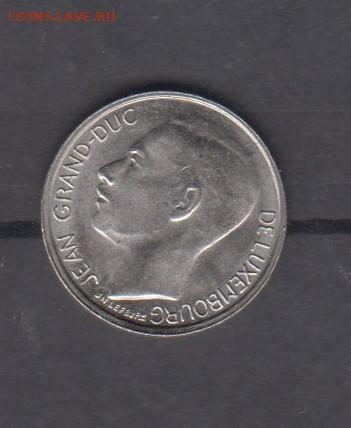 COINS.LAVE.RU
JEAN GRAND-DUC
DE LUXEMBOURG